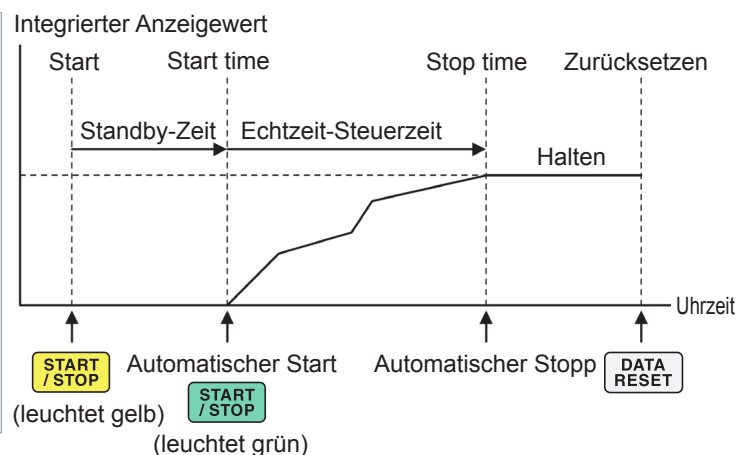 Integrierter Anzeigewert
Start
Start time
Stop time
Zurücksetzen
Standby-Zeit
Echtzeit-Steuerzeit
Halten
Uhrzeit
START
/ STOP
(leuchtet gelb)
Automatischer Start
START
/ STOP
(leuchtet grün)
Automatischer Stopp
DATA
RESET